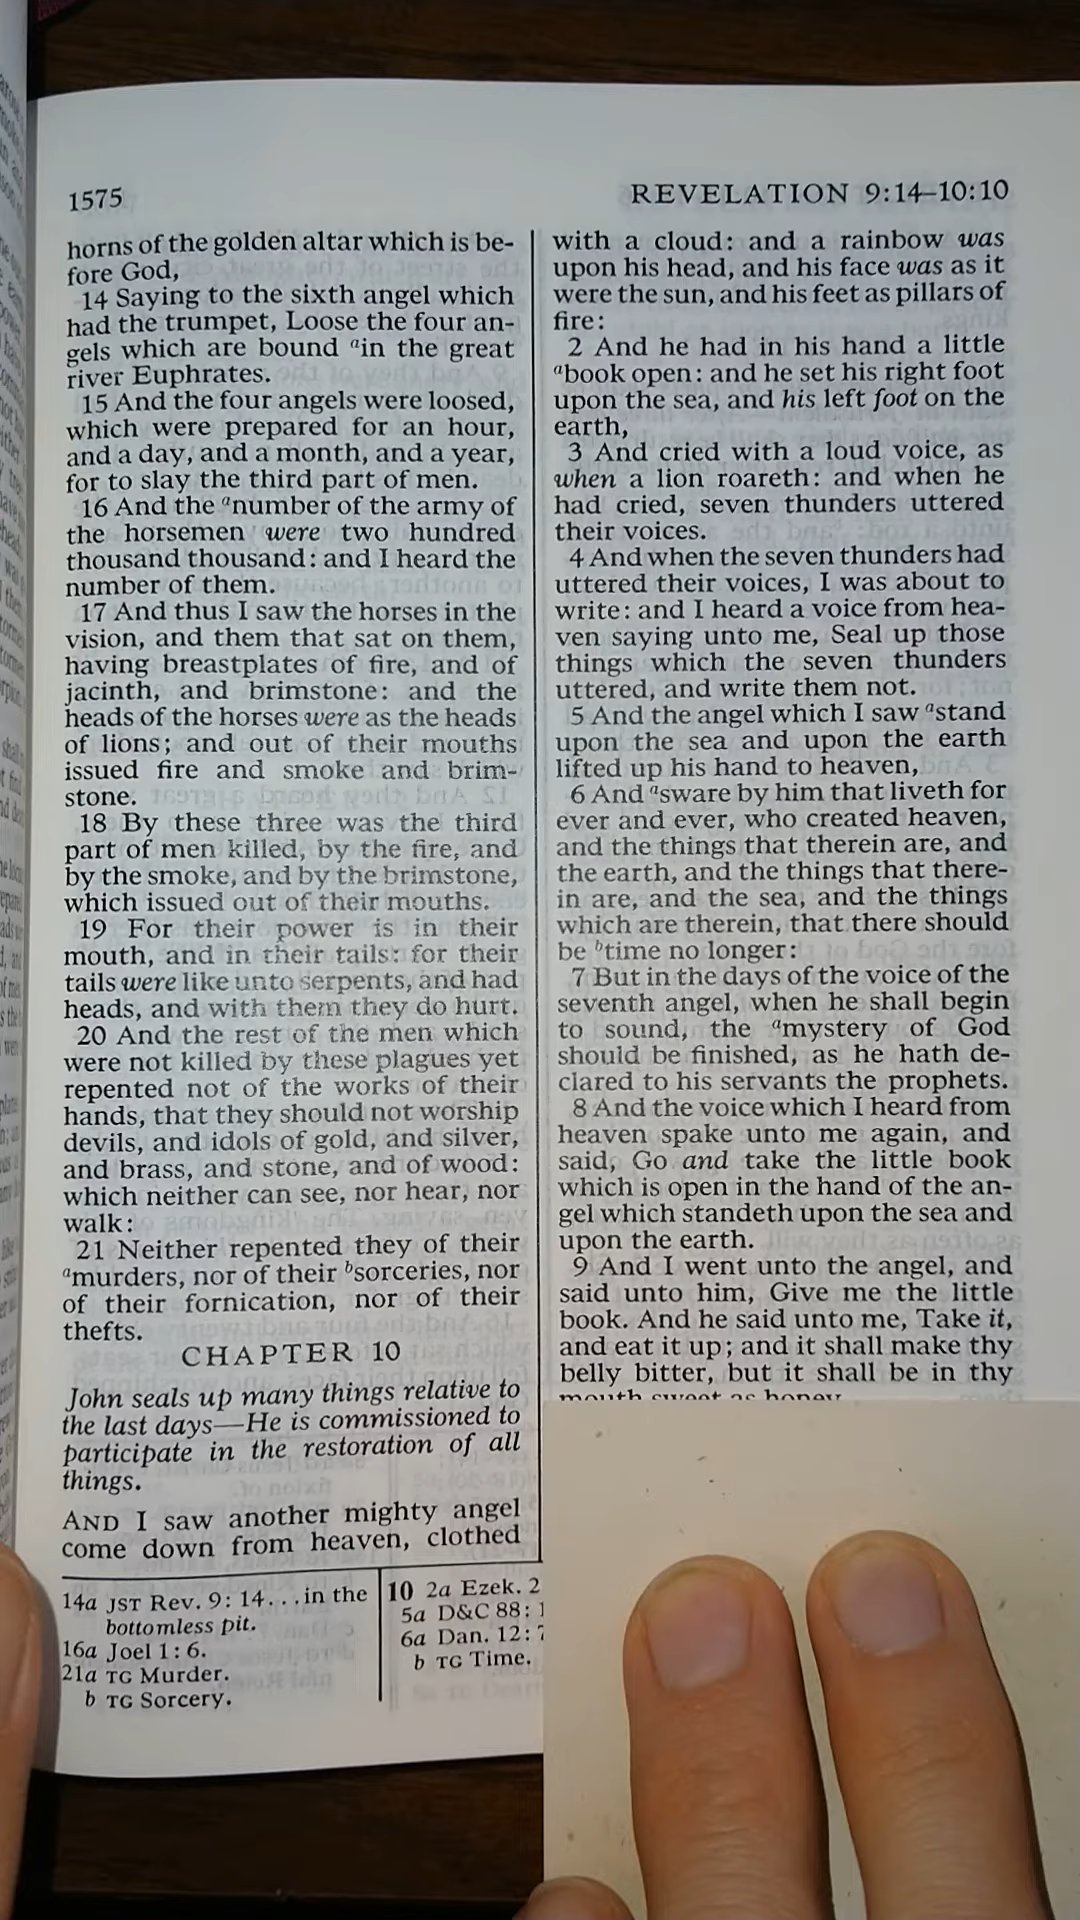 1575
REVELATION 9:14–10:10
horns of the golden altar which is be-
fore God,
14 Saying to the sixth angel which
had the trumpet, Loose the four an-
gels which are bound ain the great
river Euphrates.
15 And the four angels were loosed,
which were prepared for an hour,
and a day, and a month, and a year,
for to slay the third part of men.
16 And the anumber of the army of
the horsemen were two hundred
thousand thousand: and I heard the
number of them.
17 And thus I saw the horses in the
vision, and them that sat on them,
having breastplates of fire, and of
jacinth, and brimstone: and the
heads of the horses were as the heads
of lions; and out of their mouths
issued fire and smoke and brim-
stone.
18 By these three was the third
part of men killed, by the fire, and
by the smoke, and by the brimstone,
which issued out of their mouths.
19 For their power is in their
mouth, and in their tails: for their
tails were like unto serpents, and had
heads, and with them they do hurt.
20 And the rest of the men which
were not killed by these plagues yet
repented not of the works of their
hands, that they should not worship
devils, and idols of gold, and silver,
and brass, and stone, and of wood:
which neither can see, nor hear, nor
walk:
21 Neither repented they of their
amurders, nor of their bsorceries, nor
of their fornication, nor of their
thefts.
CHAPTER 10
John seals up many things relative to
the last days—He is commissioned to
participate in the restoration of all
things.
AND I saw another mighty angel
come down from heaven, clothed
with a cloud: and a rainbow was
upon his head, and his face was as it
were the sun, and his feet as pillars of
fire:
2 And he had in his hand a little
abook open: and he set his right foot
upon the sea, and his left foot on the
earth,
3 And cried with a loud voice, as
when a lion roareth: and when he
had cried, seven thunders uttered
their voices.
4 And when the seven thunders had
uttered their voices, I was about to
write: and I heard a voice from hea-
ven saying unto me, Seal up those
things which the seven thunders
uttered, and write them not.
5 And the angel which I saw astand
upon the sea and upon the earth
lifted up his hand to heaven,
6 And asware by him that liveth for
ever and ever, who created heaven,
and the things that therein are, and
the earth, and the things that there-
in are, and the sea, and the things
which are therein, that there should
be btime no longer:
7 But in the days of the voice of the
seventh angel, when he shall begin
to sound, the amystery of God
should be finished, as he hath de-
clared to his servants the prophets.
8 And the voice which I heard from
heaven spake unto me again, and
said, Go and take the little book
which is open in the hand of the an-
gel which standeth upon the sea and
upon the earth.
9 And I went unto the angel, and
said unto him, Give me the little
book. And he said unto me, Take it,
and eat it up; and it shall make thy
belly bitter, but it shall be in thy
mouth sweet as honey
14a JST Rev. 9: 14. . . in the
bottomless pit.
16a Joel 1: 6.
21a TG Murder.
b TG Sorcery.
10 2a Ezek. 2
5a D&C 88:
6a Dan. 12:
b TG Time.